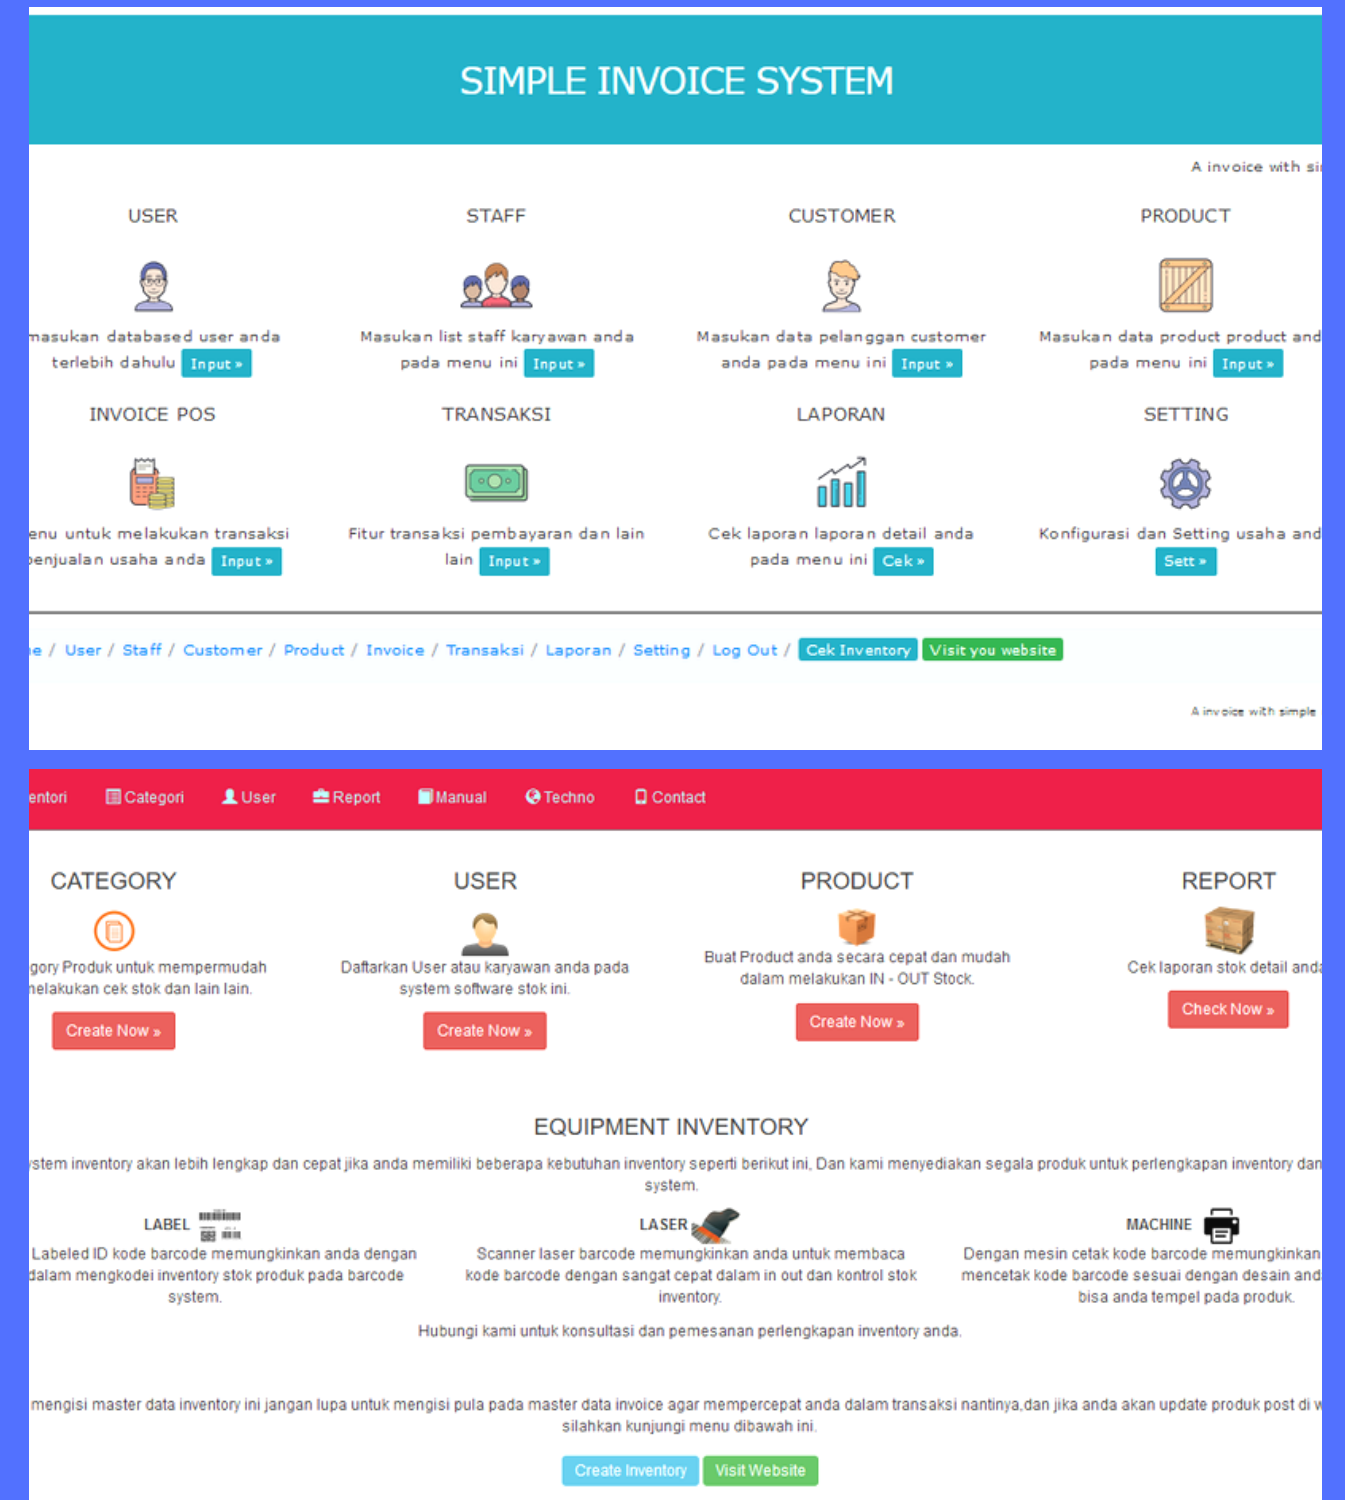 SIMPLE INVOICE SYSTEM
A invoice with
USER STAFF CUSTOMER PRODUCT
masukan databased user anda Masukan list staff karyawan anda Masukan data pelanggan customer Masukan data product product and
terlebih dahulu Input » pada menu ini Input » anda pada menu ini Input » pada menu ini Input »
INVOICE POS TRANSAKSI LAPORAN SETTING
enu untuk melakukan transaksi Fitur transaksi pembayaran dan lain Cek laporan laporan detail anda Konfigurasi dan Setting usaha and
penjualan usaha anda Input » lain Input » pada menu ini Cek » Sett »
e / User / Staff / Customer / Product / Invoice / Transaksi / Laporan / Setting / Log Out / Cek Inventory Visit you website
A invoice with simple
entori Categori User Report Manual Techno Contact
CATEGORY USER PRODUCT REPORT
gory Produk untuk mempermudah Daftarkan User atau karyawan anda pada Buat Product anda secara cepat dan mudah Cek laporan stok detail anda
melakukan cek stok dan lain lain. system software stok ini. dalam melakukan IN - OUT Stock.
Create Now » Create Now » Create Now » Check Now »
EQUIPMENT INVENTORY
ystem inventory akan lebih lengkap dan cepat jika anda memiliki beberapa kebutuhan inventory seperti berikut ini, Dan kami menyediakan segala produk untuk perlengkapan inventory dan
system.
LABEL LASER MACHINE
Labeled ID kode barcode memungkinkan anda dengan Scanner laser barcode memungkinkan anda untuk membaca Dengan mesin cetak kode barcode memungkinkan
dalam mengkodei inventory stok produk pada barcode kode barcode dengan sangat cepat dalam in out dan kontrol stok mencetak kode barcode sesuai dengan desain and
system. inventory. bisa anda tempel pada produk.
Hubungi kami untuk konsultasi dan pemesanan perlengkapan inventory anda.
mengisi master data inventory ini jangan lupa untuk mengisi pula pada master data invoice agar mempercepat anda dalam transaksi nantinya,dan jika anda akan update produk post di
silahkan kunjungi menu dibawah ini.
Create Inventory Visit Website